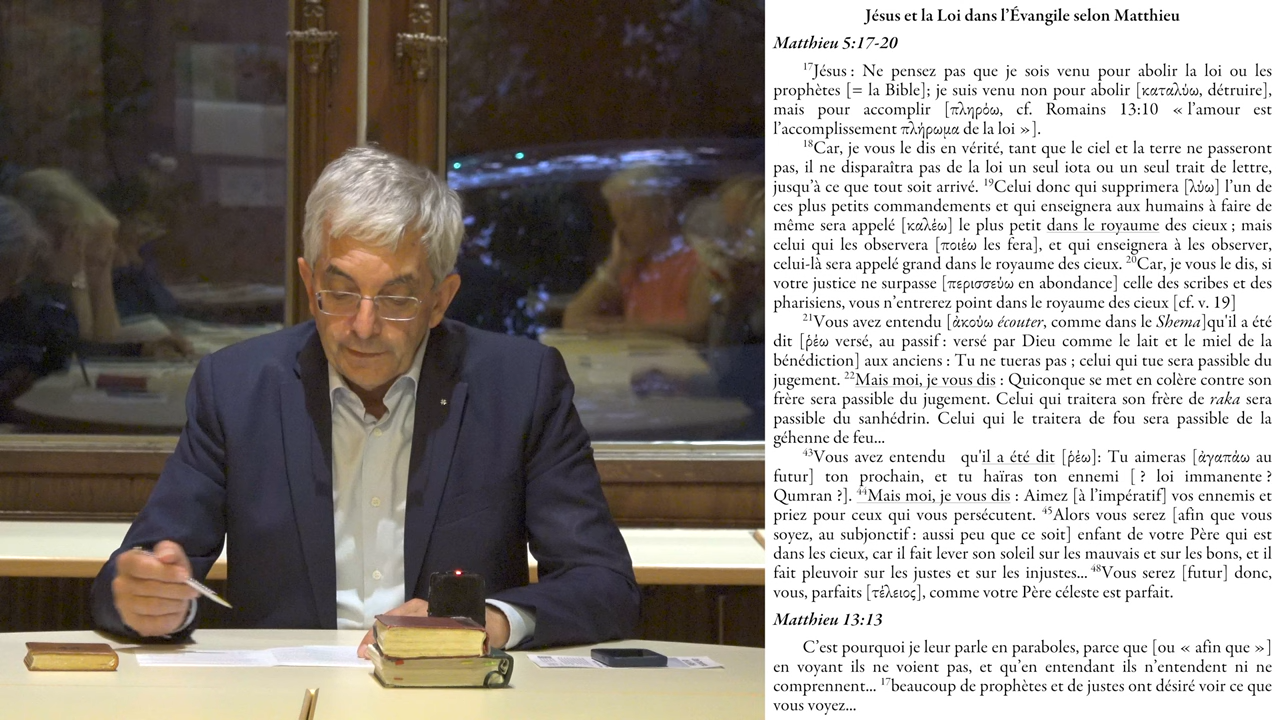 Jésus et la Loi dans l’Évangile selon Matthieu
Matthieu 5:17-20
17Jésus : Ne pensez pas que je sois venu pour abolir la loi ou les
prophètes [= la Bible]; je suis venu non pour abolir [καταλύω, détruire],
mais pour accomplir [πληρόω, cf. Romains 13:10 « l’amour est
l’accomplissement πλήρωμα de la loi »].
18Car, je vous le dis en vérité, tant que le ciel et la terre ne passeront
pas, il ne disparaîtra pas de la loi un seul iota ou un seul trait de lettre,
jusqu’à ce que tout soit arrivé. 19Celui donc qui supprimera [λύω] l’un de
ces plus petits commandements et qui enseignera aux humains à faire de
même sera appelé [καλέω] le plus petit dans le royaume des cieux ; mais
celui qui les observera [ποιέω les fera], et qui enseignera à les observer,
celui-là sera appelé grand dans le royaume des cieux. 20Car, je vous le dis, si
votre justice ne surpasse [περισσεύω en abondance] celle des scribes et des
pharisiens, vous n’entrerez point dans le royaume des cieux [cf. v. 19]
21Vous avez entendu [ἀκούω écouter, comme dans le Shema]qu'il a été
dit [ῥέω versé, au passif : versé par Dieu comme le lait et le miel de la
bénédiction] aux anciens : Tu ne tueras pas ; celui qui tue sera passible du
jugement. 22Mais moi, je vous dis : Quiconque se met en colère contre son
frère sera passible du jugement. Celui qui traitera son frère de raka sera
passible du sanhédrin. Celui qui le traitera de fou sera passible de la
géhenne de feu...
43Vous avez entendu qu'il a été dit [ῥέω]: Tu aimeras [ἀγαπάω au
futur] ton prochain, et tu haïras ton ennemi [ ? loi immanente ?
Qumran ?]. 44Mais moi, je vous dis : Aimez [à l’impératif] vos ennemis et
priez pour ceux qui vous persécutent. 45Alors vous serez [afin que vous
soyez, au subjonctif : aussi peu que ce soit] enfant de votre Père qui est
dans les cieux, car il fait lever son soleil sur les mauvais et sur les bons, et il
fait pleuvoir sur les justes et sur les injustes... 48Vous serez [futur] donc,
vous, parfaits [τέλειος], comme votre Père céleste est parfait.
Matthieu 13:13
C’est pourquoi je leur parle en paraboles, parce que [ou « afin que »]
en voyant ils ne voient pas, et qu’en entendant ils n’entendent ni ne
comprennent... 17beaucoup de prophètes et de justes ont désiré voir ce que
vous voyez...